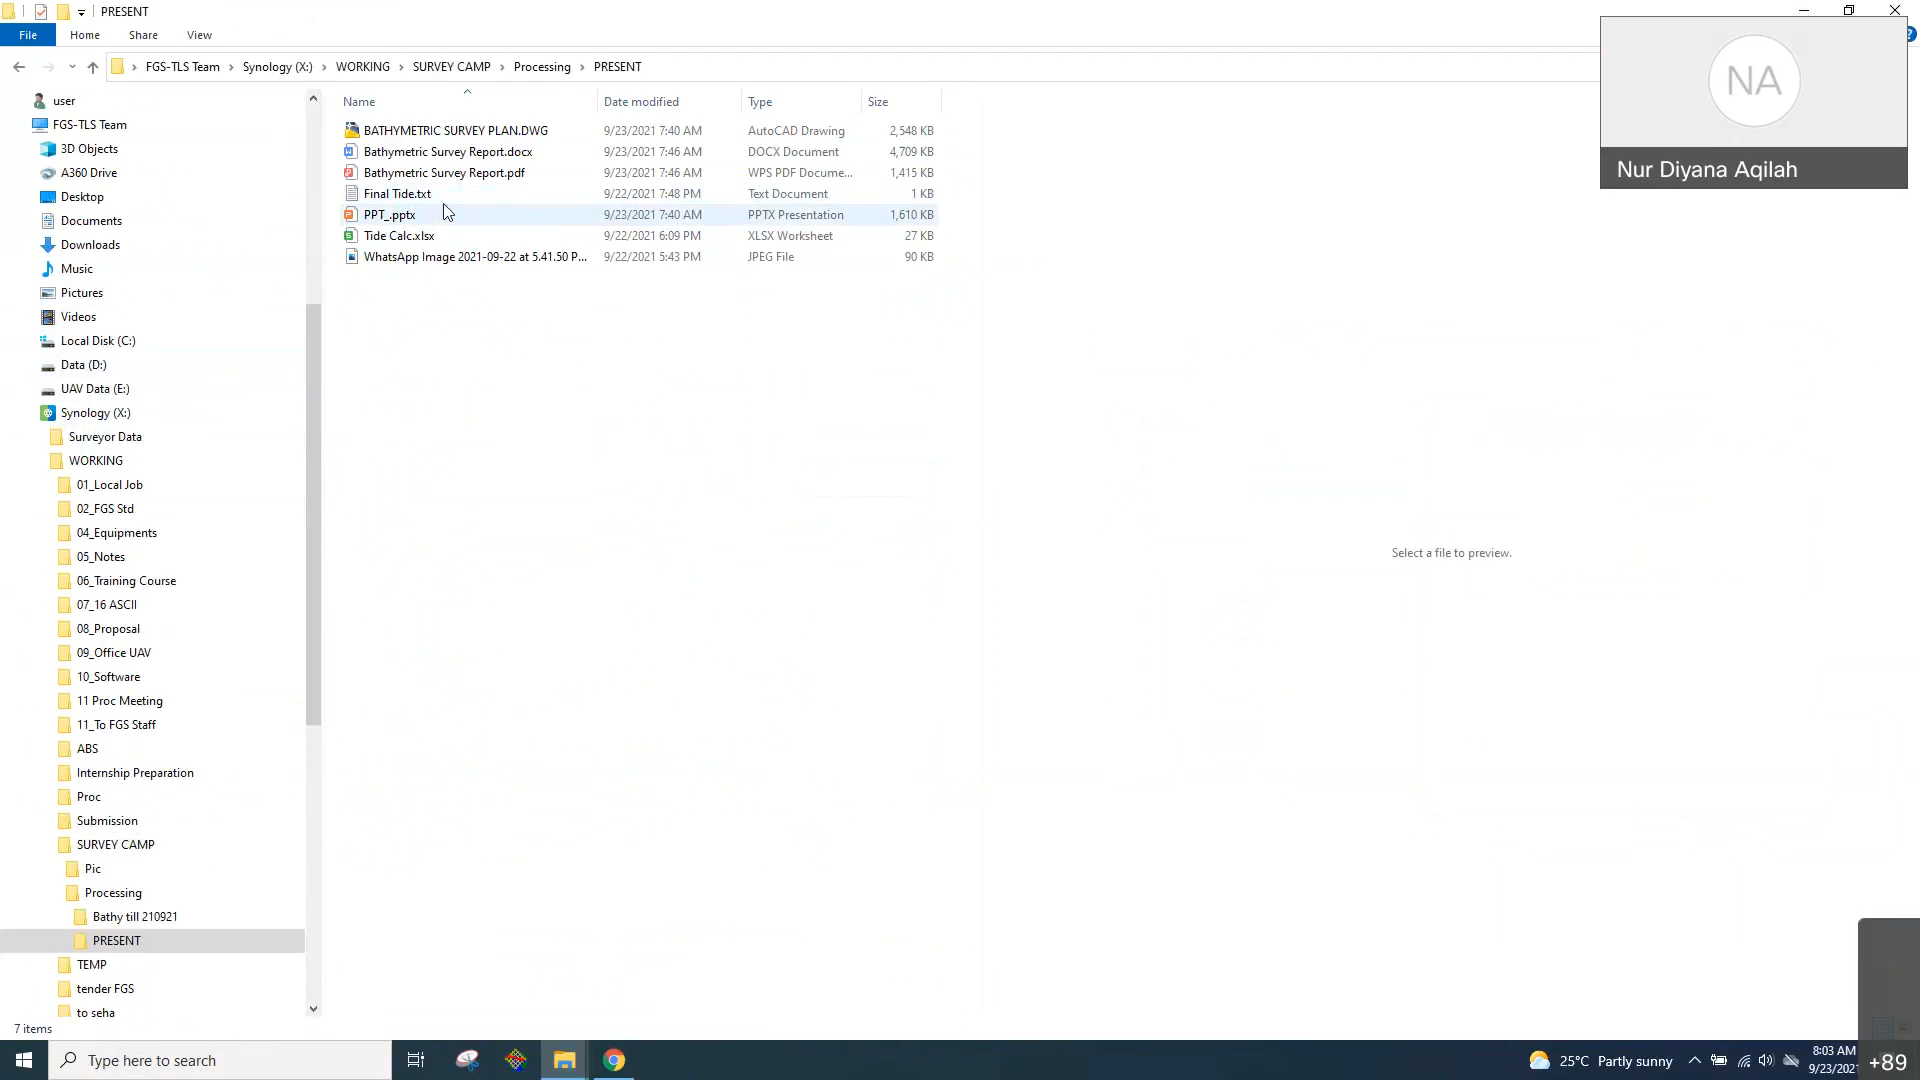 PRESENT
File Home Share View
FGS-TLS Team Synology (X:) WORKING SURVEY CAMP Processing PRESENT
NA
Nur Diyana Aqilah
Name Date modified Type Size
BATHYMETRIC SURVEY PLAN.DWG 9/23/2021 7:40 AM AutoCAD Drawing 2,548 KB
Bathymetric Survey Report.docx 9/23/2021 7:46 AM DOCX Document 4,709 KB
Bathymetric Survey Report.pdf 9/23/2021 7:46 AM WPS PDF Docume... 1,415 KB
Final Tide.txt 9/22/2021 7:48 PM Text Document 1 KB
PPT_.pptx 9/23/2021 7:40 AM PPTX Presentation 1,610 KB
Tide Calc.xlsx 9/22/2021 6:09 PM XLSX Worksheet 27 KB
WhatsApp Image 2021-09-22 at 5.41.50 P... 9/22/2021 5:43 PM JPEG File 90 KB
user
FGS-TLS Team
3D Objects
A360 Drive
Desktop
Documents
Downloads
Music
Pictures
Videos
Local Disk (C:)
Data (D:)
UAV Data (E:)
Synology (X:)
Surveyor Data
WORKING
01_Local Job
02_FGS Std
04_Equipments
05_Notes
06_Training Course
07_16 ASCII
08_Proposal
09_Office UAV
10_Software
11 Proc Meeting
11_To FGS Staff
ABS
Internship Preparation
Proc
Submission
SURVEY CAMP
Pic
Processing
Bathy till 210921
PRESENT
TEMP
tender FGS
to seha
Select a file to preview.
7 items
Type here to search
25°C Partly sunny
8:03 AM
9/23/2021
+89